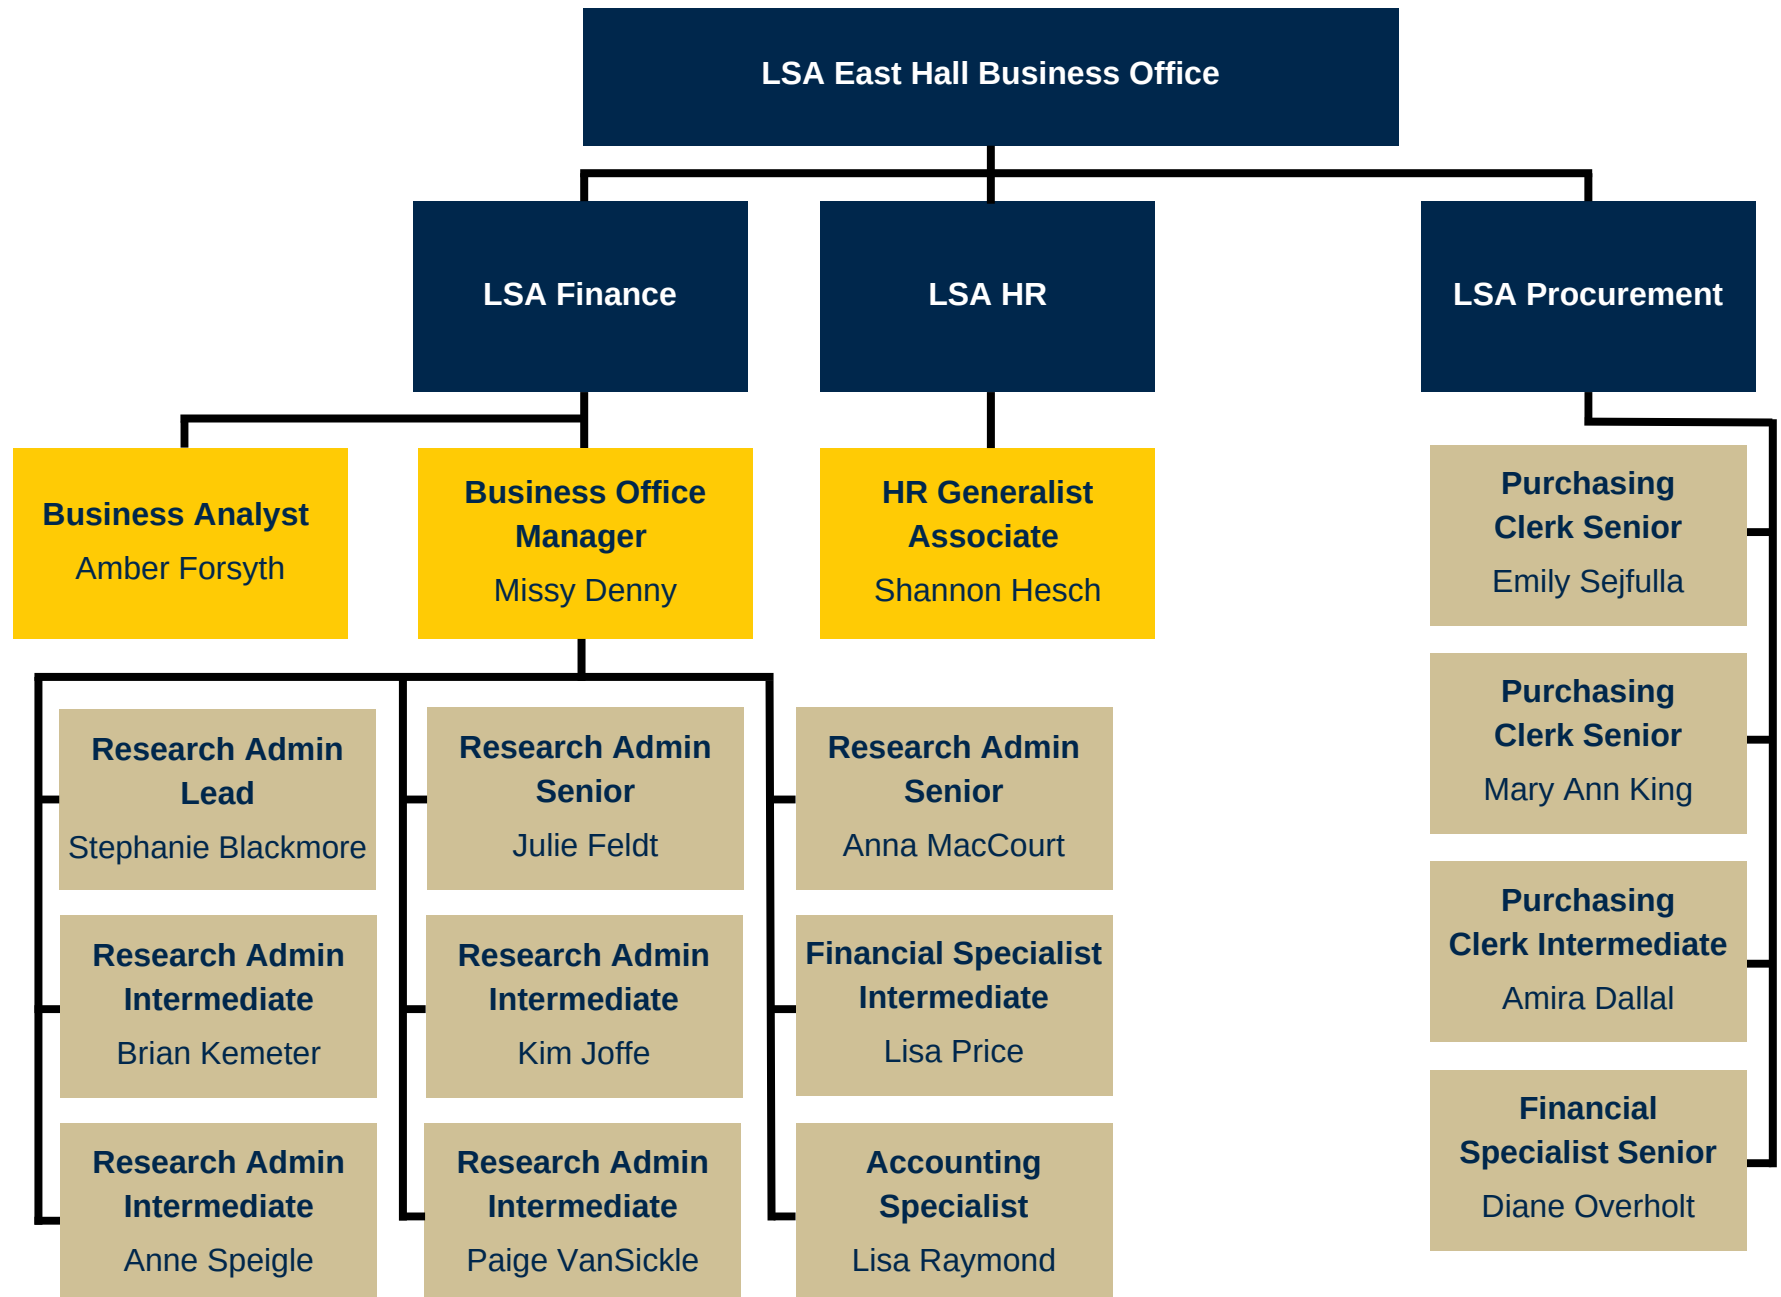 LSA East Hall Business Office
LSA Finance
LSA HR
LSA Procurement
Business Analyst
Amber Forsyth
Business Office
Manager
Missy Denny
HR Generalist
Associate
Shannon Hesch
Research Admin
Lead
Stephanie Blackmore
Research Admin
Intermediate
Brian Kemeter
Research Admin
Intermediate
Anne Speigle
Research Admin
Senior
Julie Feldt
Research Admin
Intermediate
Kim Joffe
Research Admin
Intermediate
Paige VanSickle
Research Admin
Senior
Anna MacCourt
Financial Specialist
Intermediate
Lisa Price
Accounting
Specialist
Lisa Raymond
Purchasing
Clerk Senior
Emily Sejfulla
Purchasing
Clerk Senior
Mary Ann King
Purchasing
Clerk Intermediate
Amira Dallal
Financial
Specialist Senior
Diane Overholt